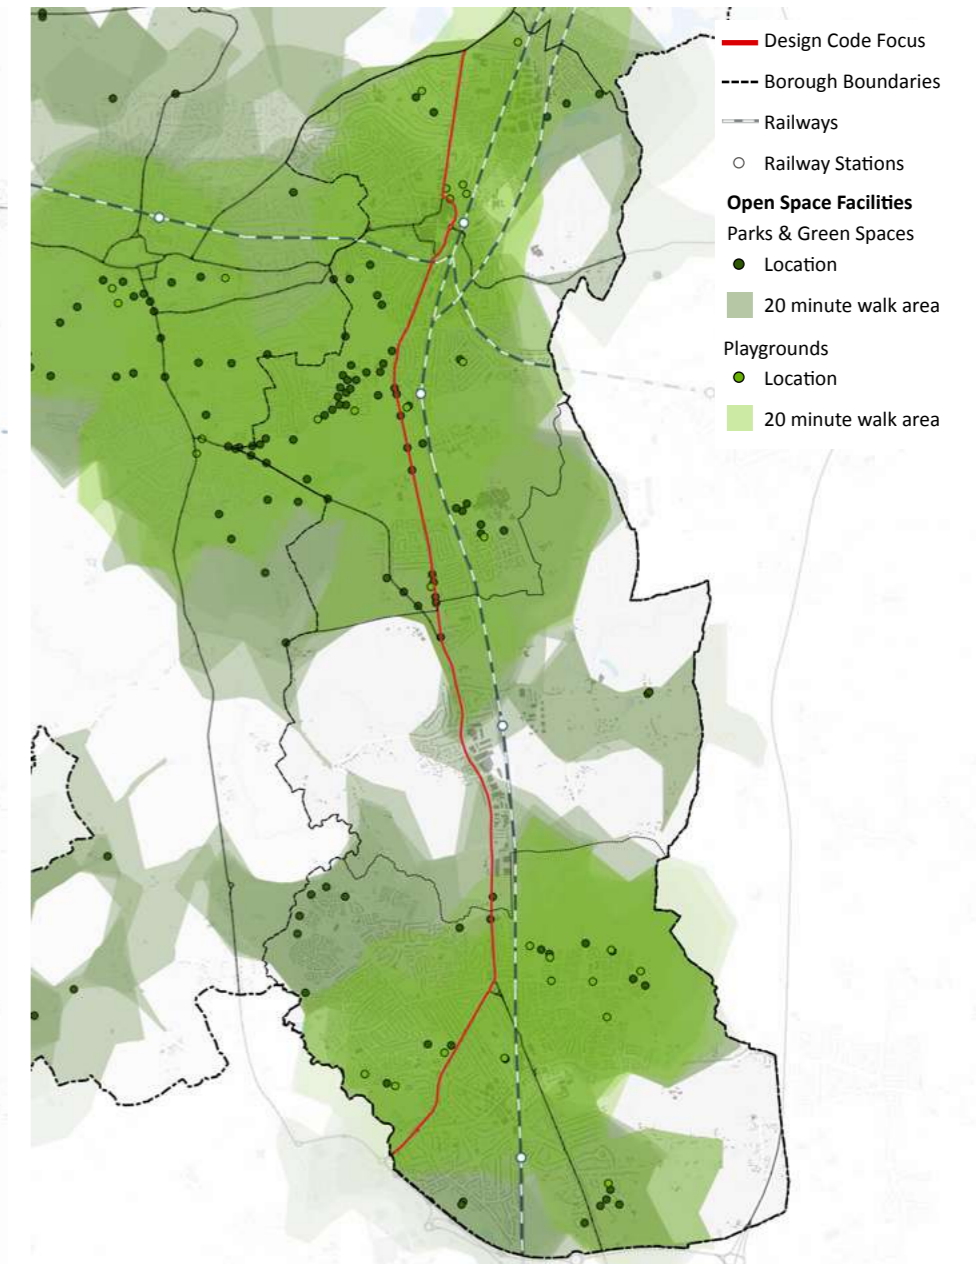 Design Code Focus
Borough Boundaries
Railways
Railway Stations
Open Space Facilities
Parks & Green Spaces
Location
20 minute walk area
Playgrounds
Location
20 minute walk area